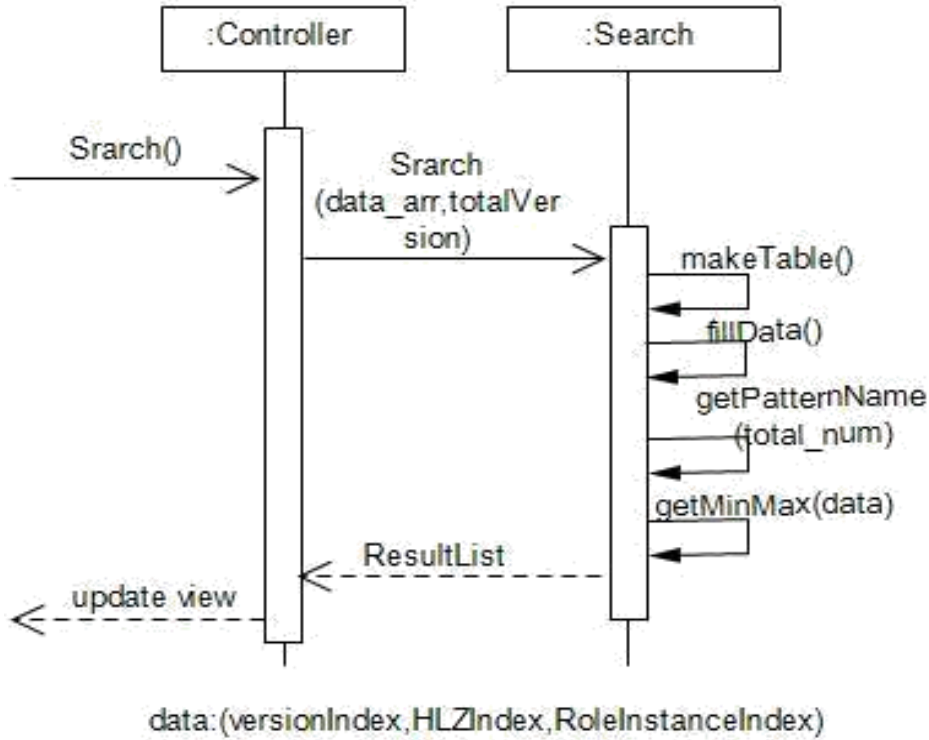 :Controller
:Search
Srarch()
Srarch
(data_arr,totalVer
sion)
makeTable()
fillData()
getPatternName
(total_num)
getMinMax(data)
ResultList
update view
data:(versionIndex,HLZIndex,RoleInstanceIndex)